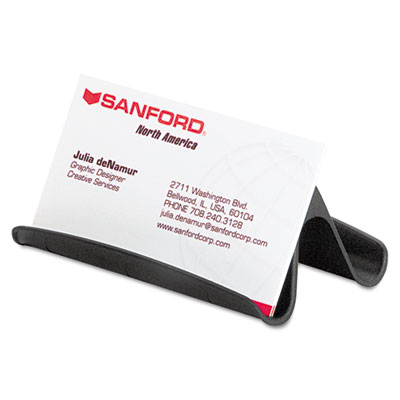 SANFORD®
North America
Julia deNamur
Graphic Designer
Creative Services
2711 Washington Blvd.
Bellwood, IL, USA, 60104
PHONE 708.240.3128
julia.denamur@sanfordcorp.com
www.sanfordcorp.com